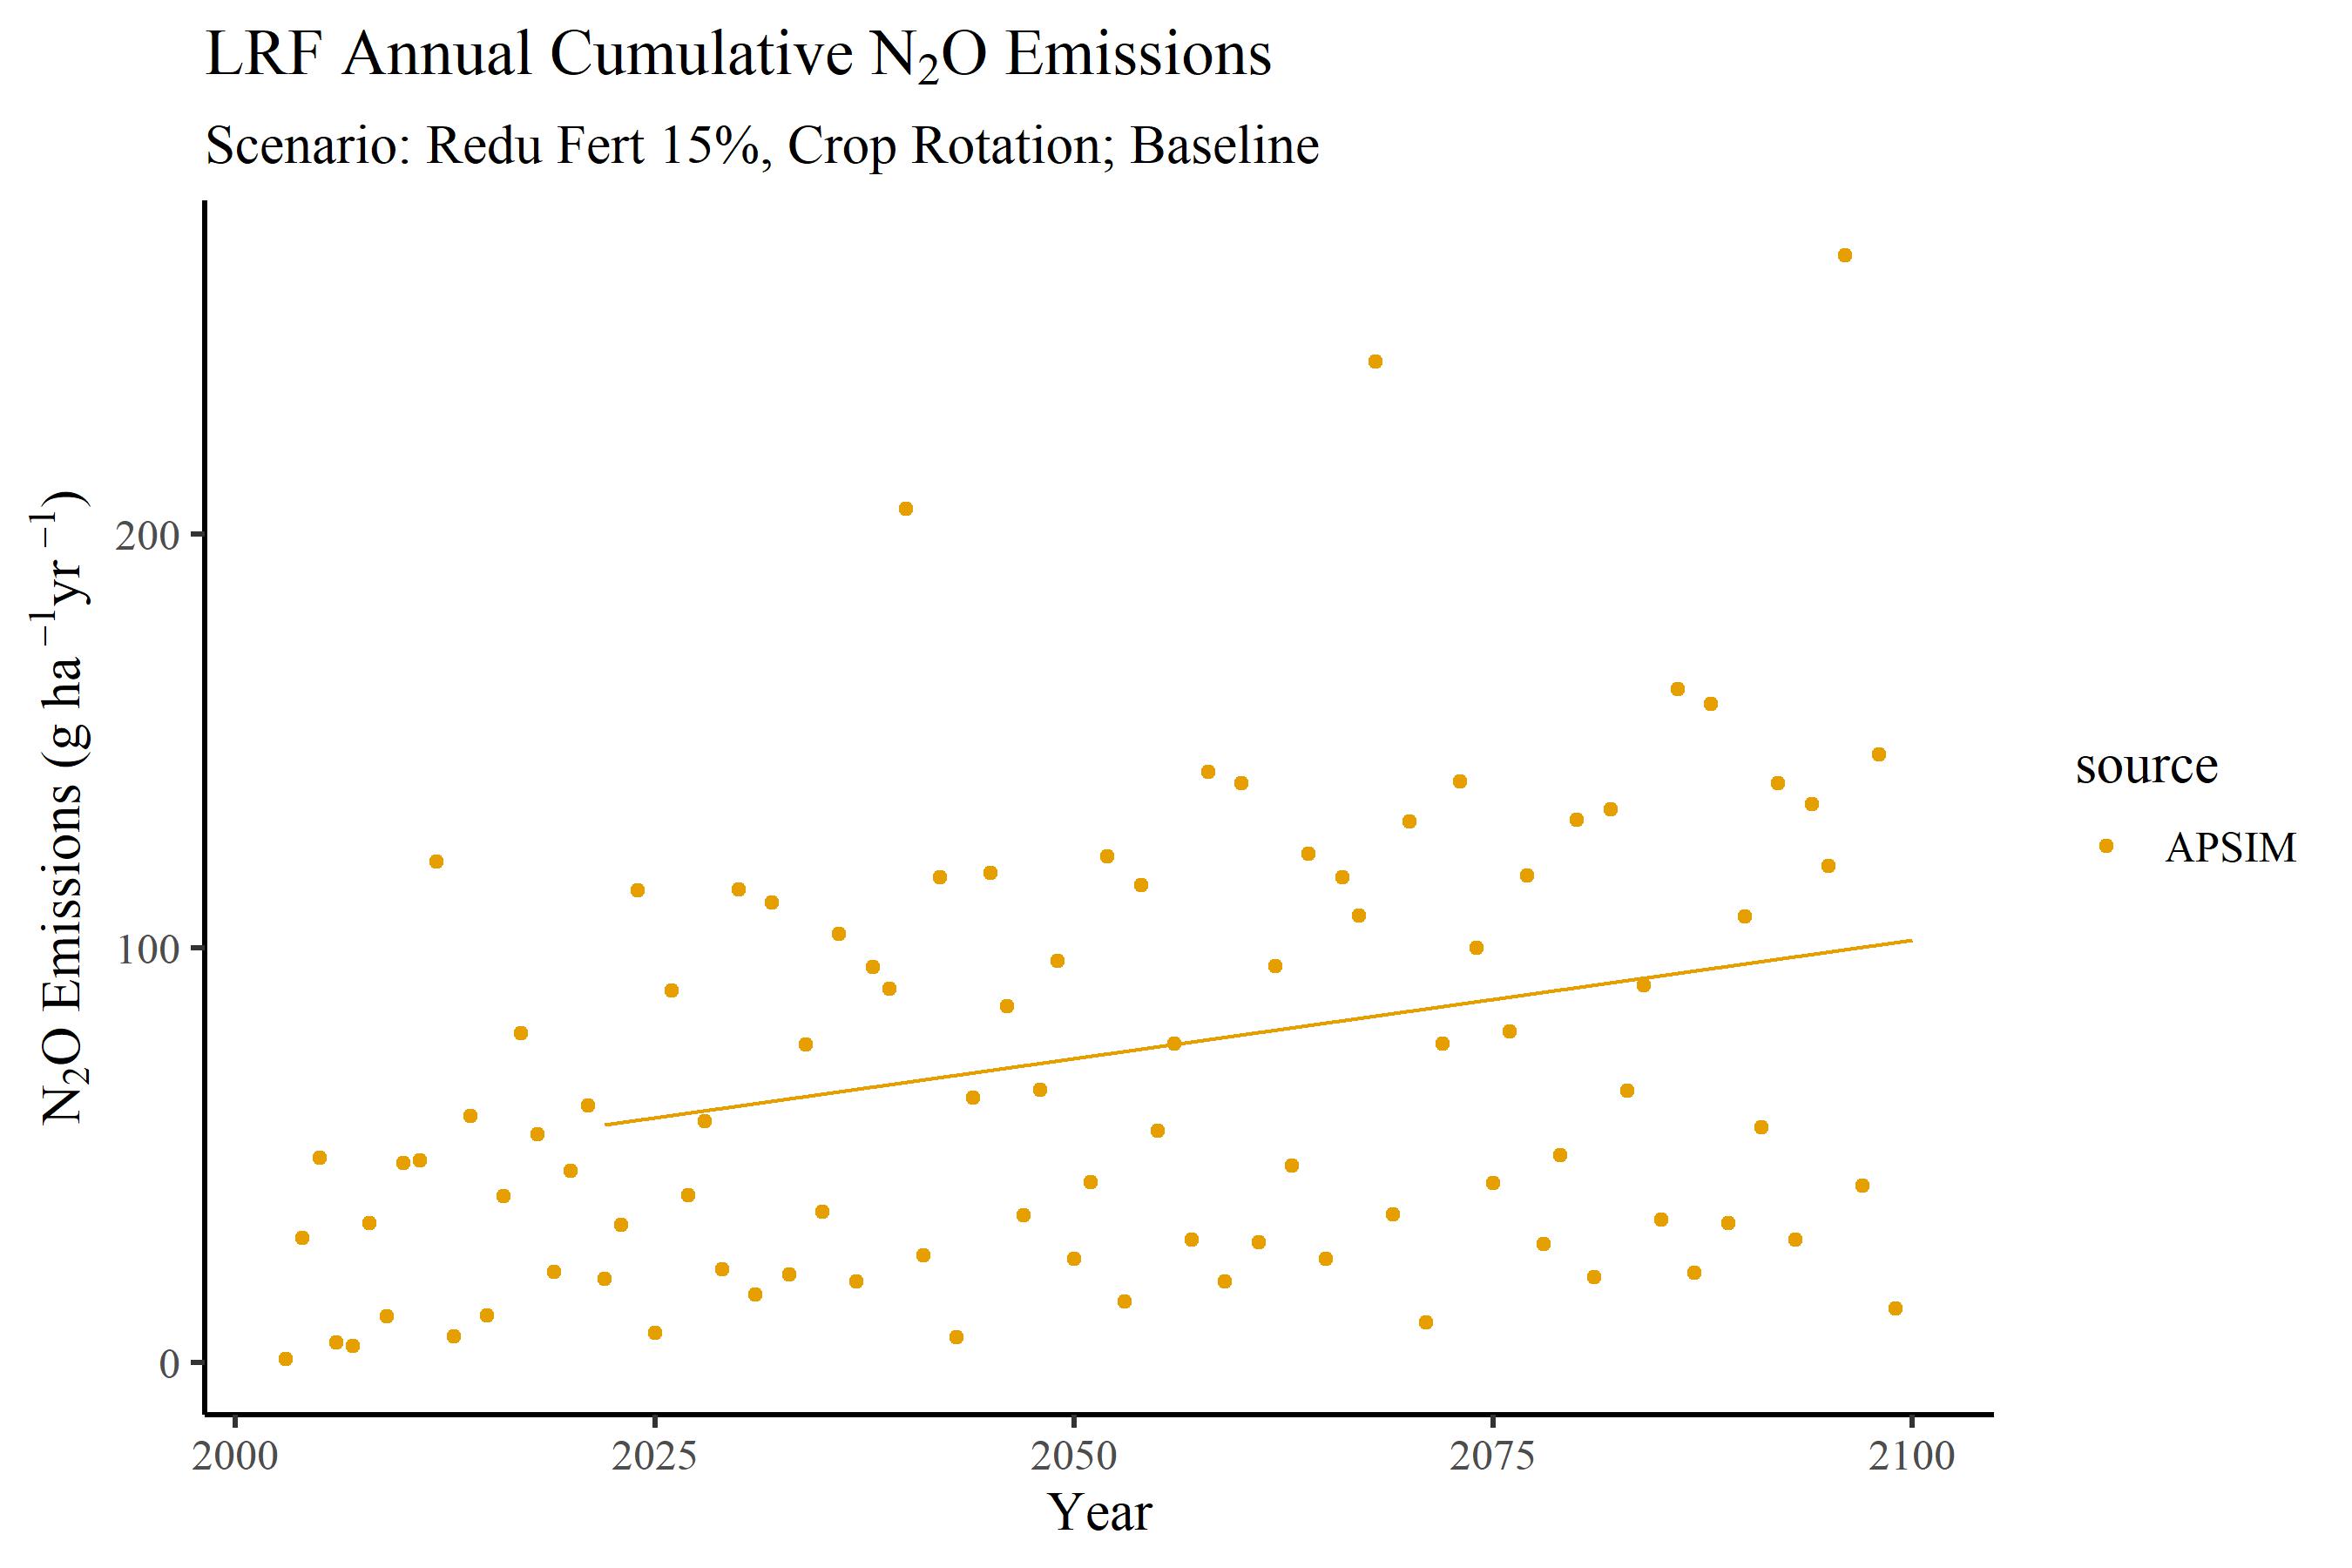 LRF Annual Cumulative N₂O Emissions
Scenario: Redu Fert 15%, Crop Rotation; Baseline
N₂O Emissions (g ha⁻¹yr⁻¹)
200
100
0
2000 2025 2050 2075 2100
Year
source
APSIM